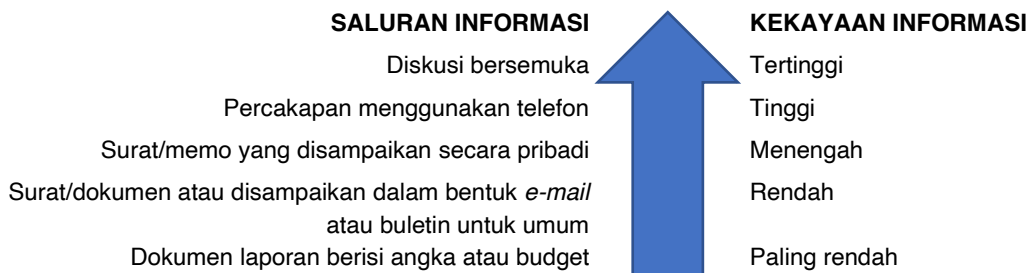 SALURAN INFORMASI KEKAYAAN INFORMASI
Diskusi bersemuka Tertinggi
Percakapan menggunakan telefon Tinggi
Surat/memo yang disampaikan secara pribadi Menengah
Surat/dokumen atau disampaikan dalam bentuk e-mail Rendah
atau buletin untuk umum
Dokumen laporan berisi angka atau budget Paling rendah